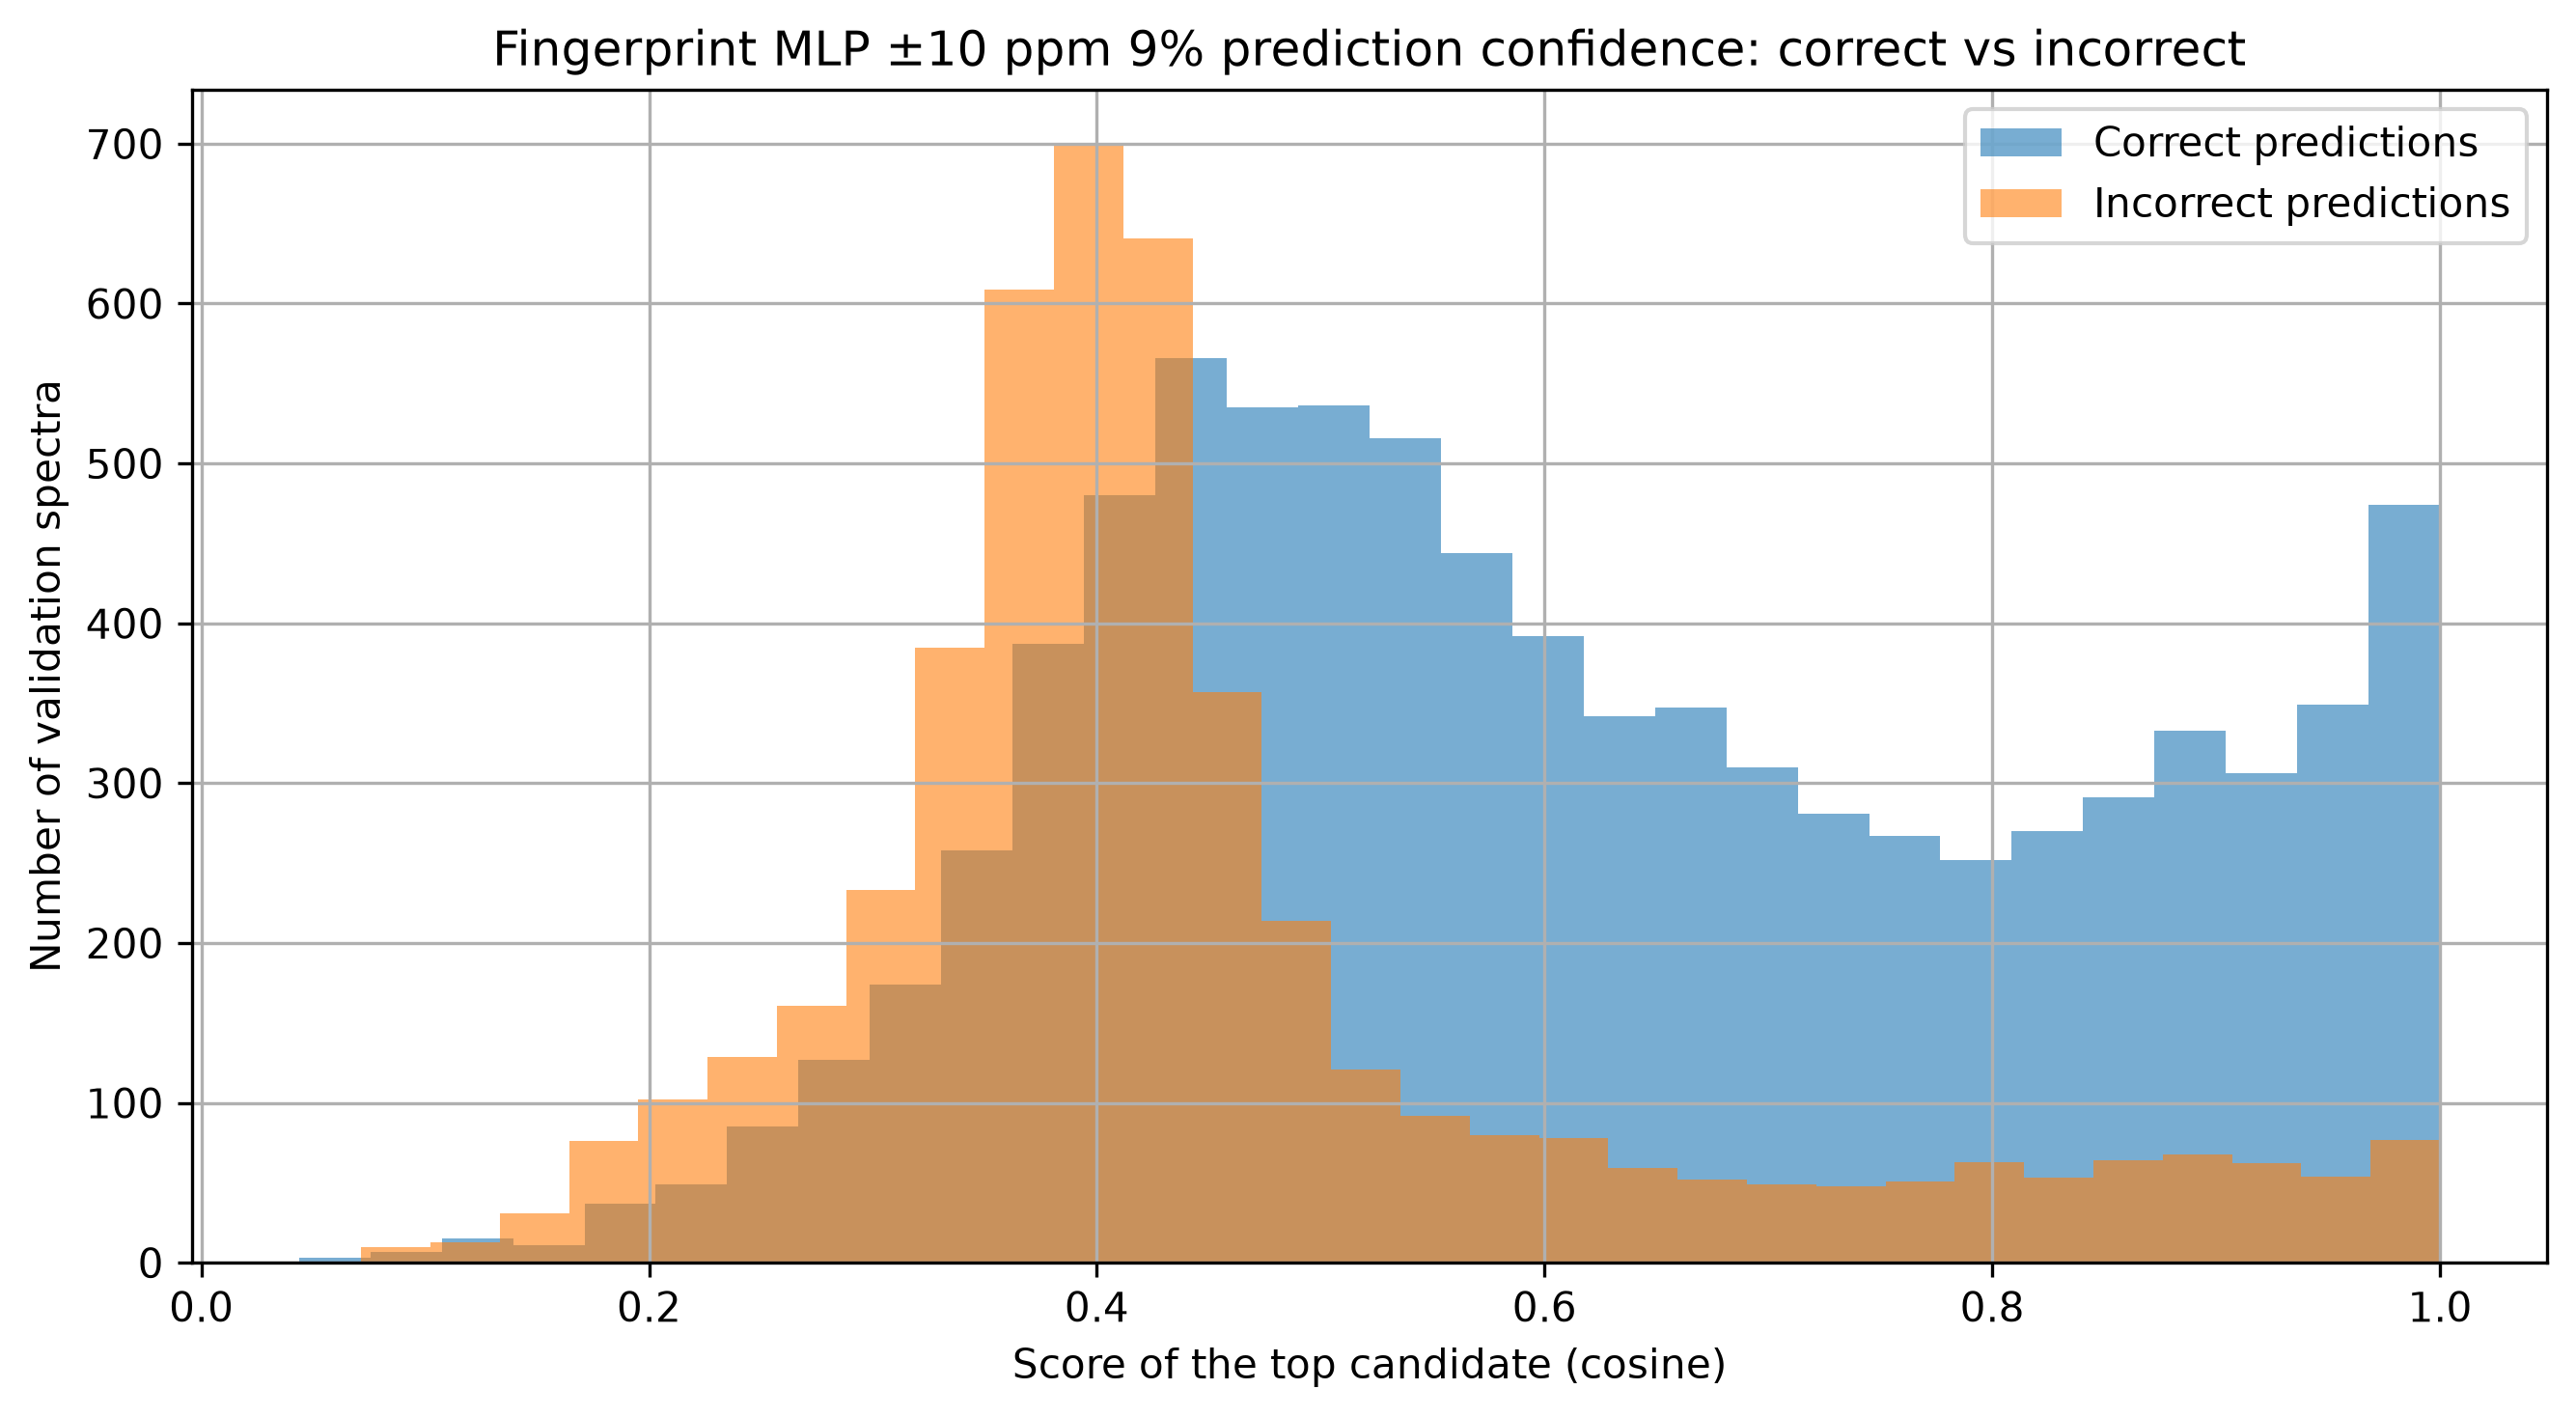 Fingerprint MLP ±10 ppm 9% prediction confidence: correct vs incorrect
Correct predictions
Incorrect predictions
700
600
500
400
300
200
100
0
Number of validation spectra
0.0 0.2 0.4 0.6 0.8 1.0
Score of the top candidate (cosine)